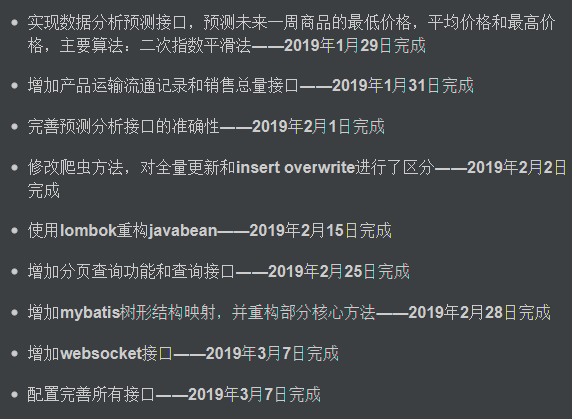 实现数据分析预测接口，预测未来一周商品的最低价格，平均价格和最高价
格，主要算法：二次指数平滑法——2019年1月29日完成
增加产品运输流通记录和销售总量接口——2019年1月31日完成
完善预测分析接口的准确性——2019年2月1日完成
修改爬虫方法，对全量更新和insert overwrite进行了区分——2019年2月2日
完成
使用lombok重构javabean——2019年2月15日完成
增加分页查询功能和查询接口——2019年2月25日完成
增加mybatis树形结构映射，并重构部分核心方法——2019年2月28日完成
增加websocket接口——2019年3月7日完成
配置完善所有接口——2019年3月7日完成